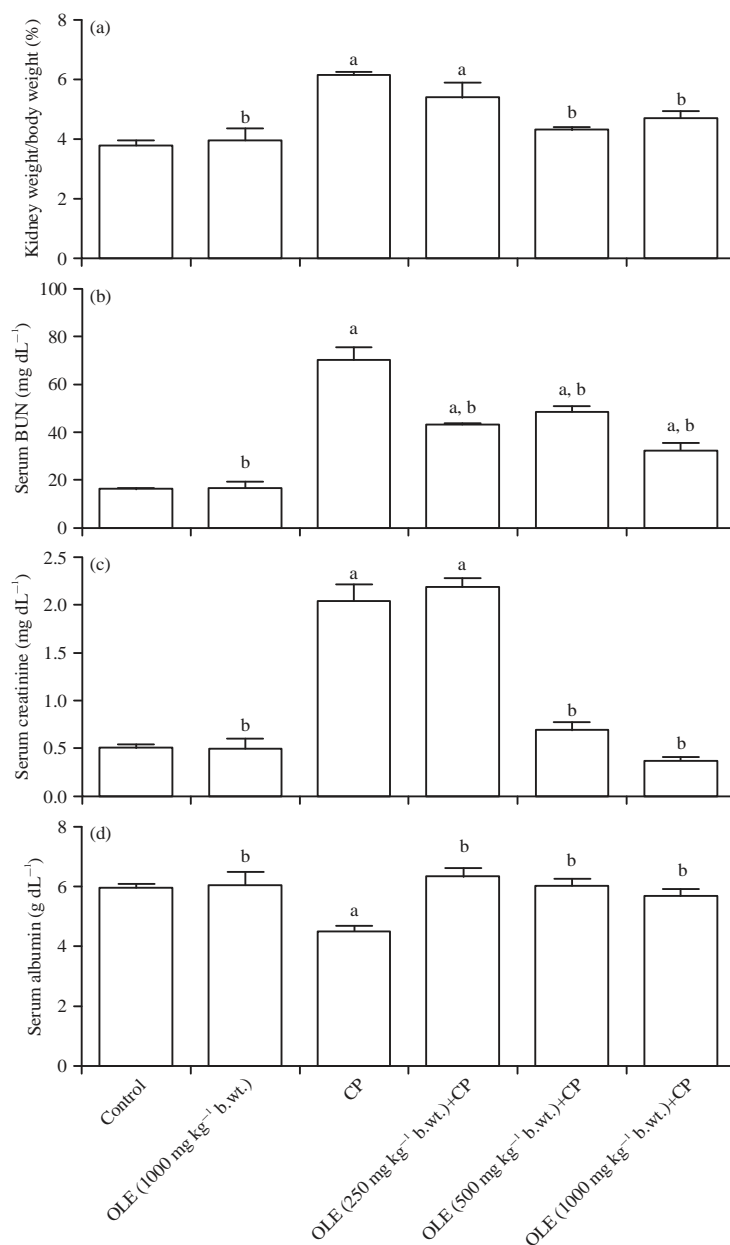 (a)
Kidney weight/body weight (%)
8
6
4
2
0
b
a
a
b
b
(b)
Serum BUN (mg dL⁻¹)
100
80
60
40
20
0
b
a
a, b
a, b
a, b
(c)
Serum creatinine (mg dL⁻¹)
2.5
2.0
1.5
1.0
0.5
0.0
b
a
a
b
b
(d)
Serum albumin (g dL⁻¹)
8
6
4
2
0
b
a
b
b
b
Control
OLE (1000 mg kg⁻¹ b.wt.)
CP
OLE (250 mg kg⁻¹ b.wt.)+CP
OLE (500 mg kg⁻¹ b.wt.)+CP
OLE (1000 mg kg⁻¹ b.wt.)+CP